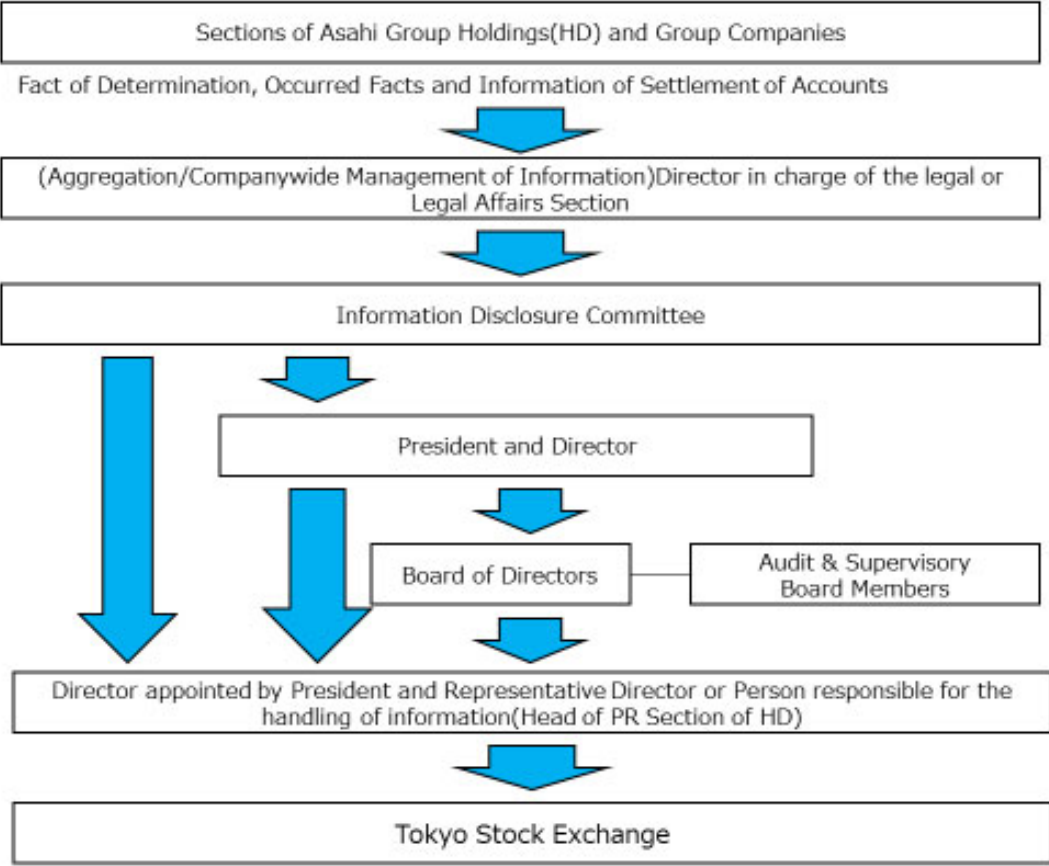 Sections of Asahi Group Holdings(HD) and Group Companies
Fact of Determination, Occurred Facts and Information of Settlement of Accounts
(Aggregation/Companywide Management of Information)Director in charge of the legal or
Legal Affairs Section
Information Disclosure Committee
President and Director
Board of Directors
Audit & Supervisory
Board Members
Director appointed by President and Representative Director or Person responsible for the
handling of information(Head of PR Section of HD)
Tokyo Stock Exchange